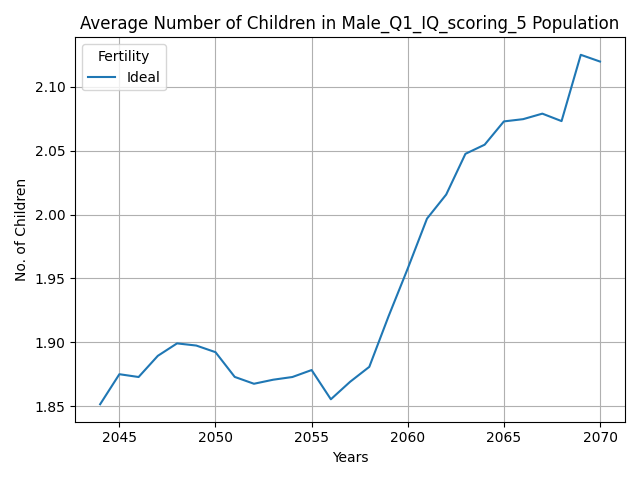 Average Number of Children in Male_Q1_IQ_scoring_5 Population
Fertility
Ideal
No. of Children
2.10
2.05
2.00
1.95
1.90
1.85
2045 2050 2055 2060 2065 2070
Years